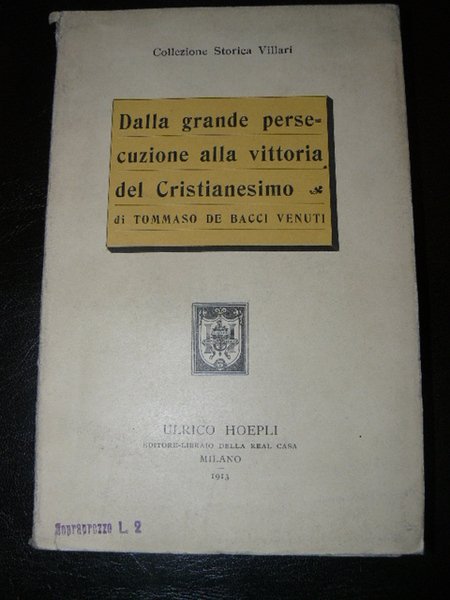 Collezione Storica Villari
Dalla grande perse-
cuzione alla vittoria
del Cristianesimo
di TOMMASO DE BACCI VENUTI
ULRICO HOEPLI
EDITORE-LIBRAIO DELLA REAL CASA
MILANO
1913
Sopraprezzo L. 2